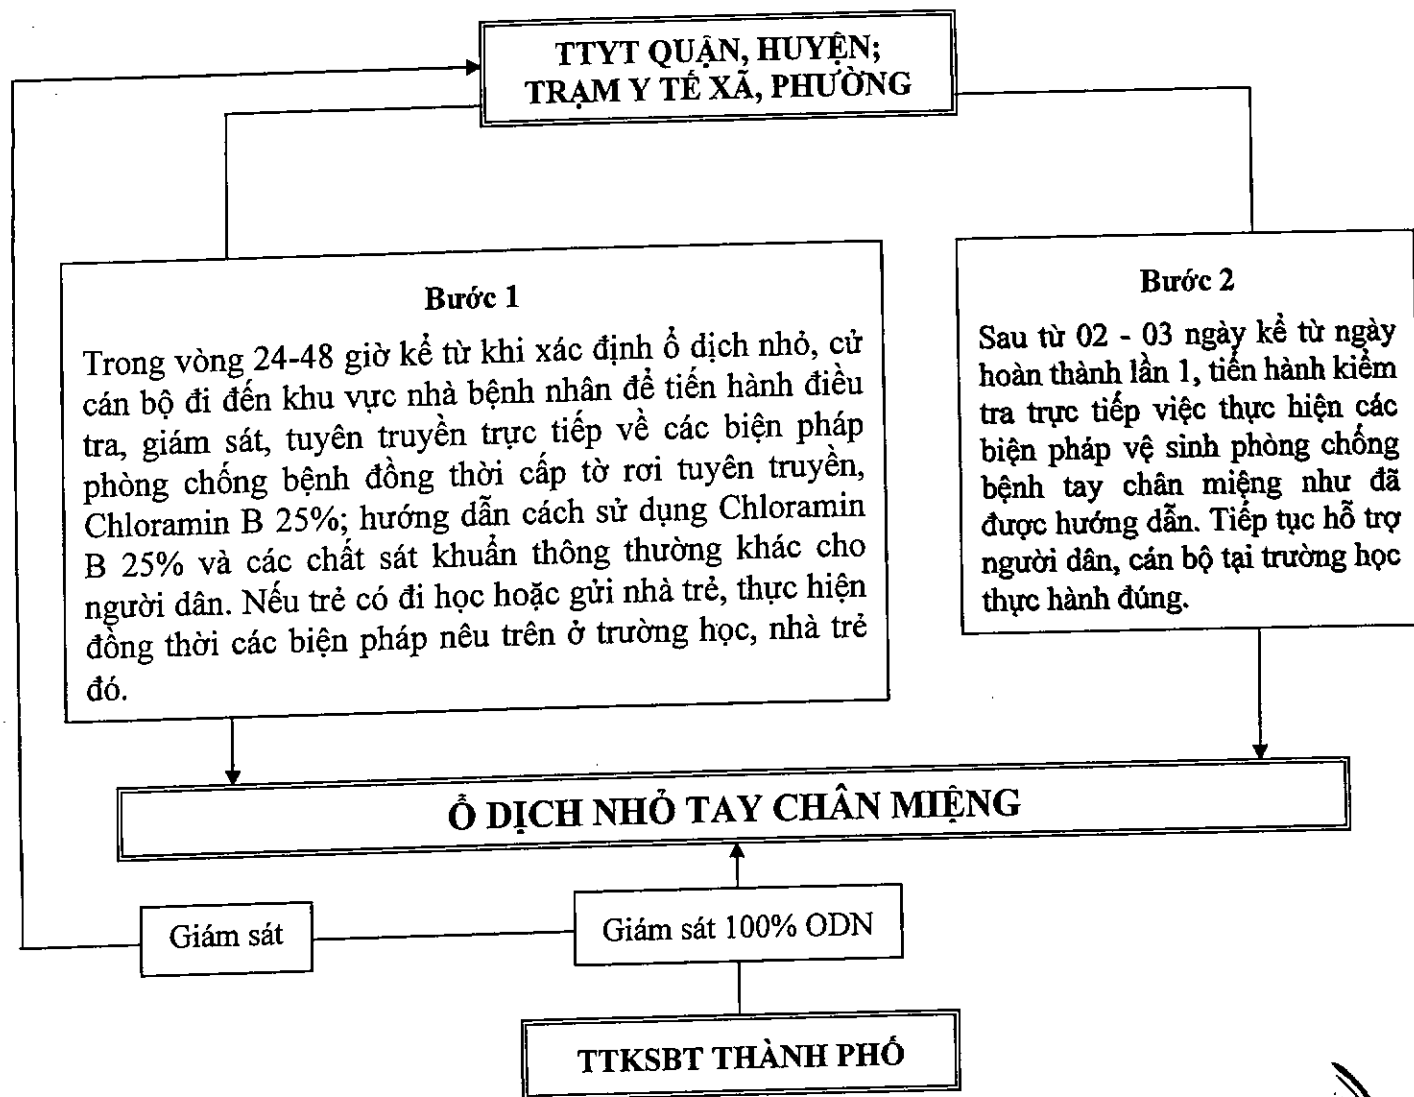 TTYT QUẬN, HUYỆN;
TRẠM Y TẾ XÃ, PHƯỜNG
Bước 1
Trong vòng 24-48 giờ kể từ khi xác định ổ dịch nhỏ, cử
cán bộ đi đến khu vực nhà bệnh nhân để tiến hành điều
tra, giám sát, tuyên truyền trực tiếp về các biện pháp
phòng chống bệnh đồng thời cấp tờ rơi tuyên truyền,
Chloramin B 25%; hướng dẫn cách sử dụng Chloramin
B 25% và các chất sát khuẩn thông thường khác cho
người dân. Nếu trẻ có đi học hoặc gửi nhà trẻ, thực hiện
đồng thời các biện pháp nêu trên ở trường học, nhà trẻ
đó.
Bước 2
Sau từ 02 - 03 ngày kể từ ngày
hoàn thành lần 1, tiến hành kiểm
tra trực tiếp việc thực hiện các
biện pháp vệ sinh phòng chống
bệnh tay chân miệng như đã
được hướng dẫn. Tiếp tục hỗ trợ
người dân, cán bộ tại trường học
thực hành đúng.
Ổ DỊCH NHỎ TAY CHÂN MIỆNG
Giám sát
Giám sát 100% ODN
TTKSBT THÀNH PHỐ